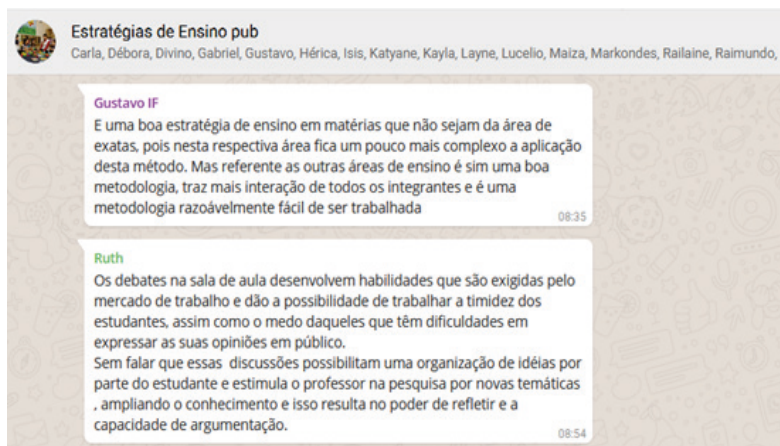 Estratégias de Ensino pub
Carla, Débora, Divino, Gabriel, Gustavo, Hérica, Isis, Katyane, Kayla, Layne, Lucelio, Maiza, Markondes, Railaine, Raimundo,
Gustavo IF
E uma boa estratégia de ensino em matérias que não sejam da área de
exatas, pois nesta respectiva área fica um pouco mais complexo a aplicação
desta método. Mas referente as outras áreas de ensino é sim uma boa
metodologia, traz mais interação de todos os integrantes e é uma
metodologia razoávelmente fácil de ser trabalhada
08:35
Ruth
Os debates na sala de aula desenvolvem habilidades que são exigidas pelo
mercado de trabalho e dão a possibilidade de trabalhar a timidez dos
estudantes, assim como o medo daqueles que têm dificuldades em
expressar as suas opiniões em público.
Sem falar que essas discussões possibilitam uma organização de idéias por
parte do estudante e estimula o professor na pesquisa por novas temáticas
, ampliando o conhecimento e isso resulta no poder de refletir e a
capacidade de argumentação.
08:54